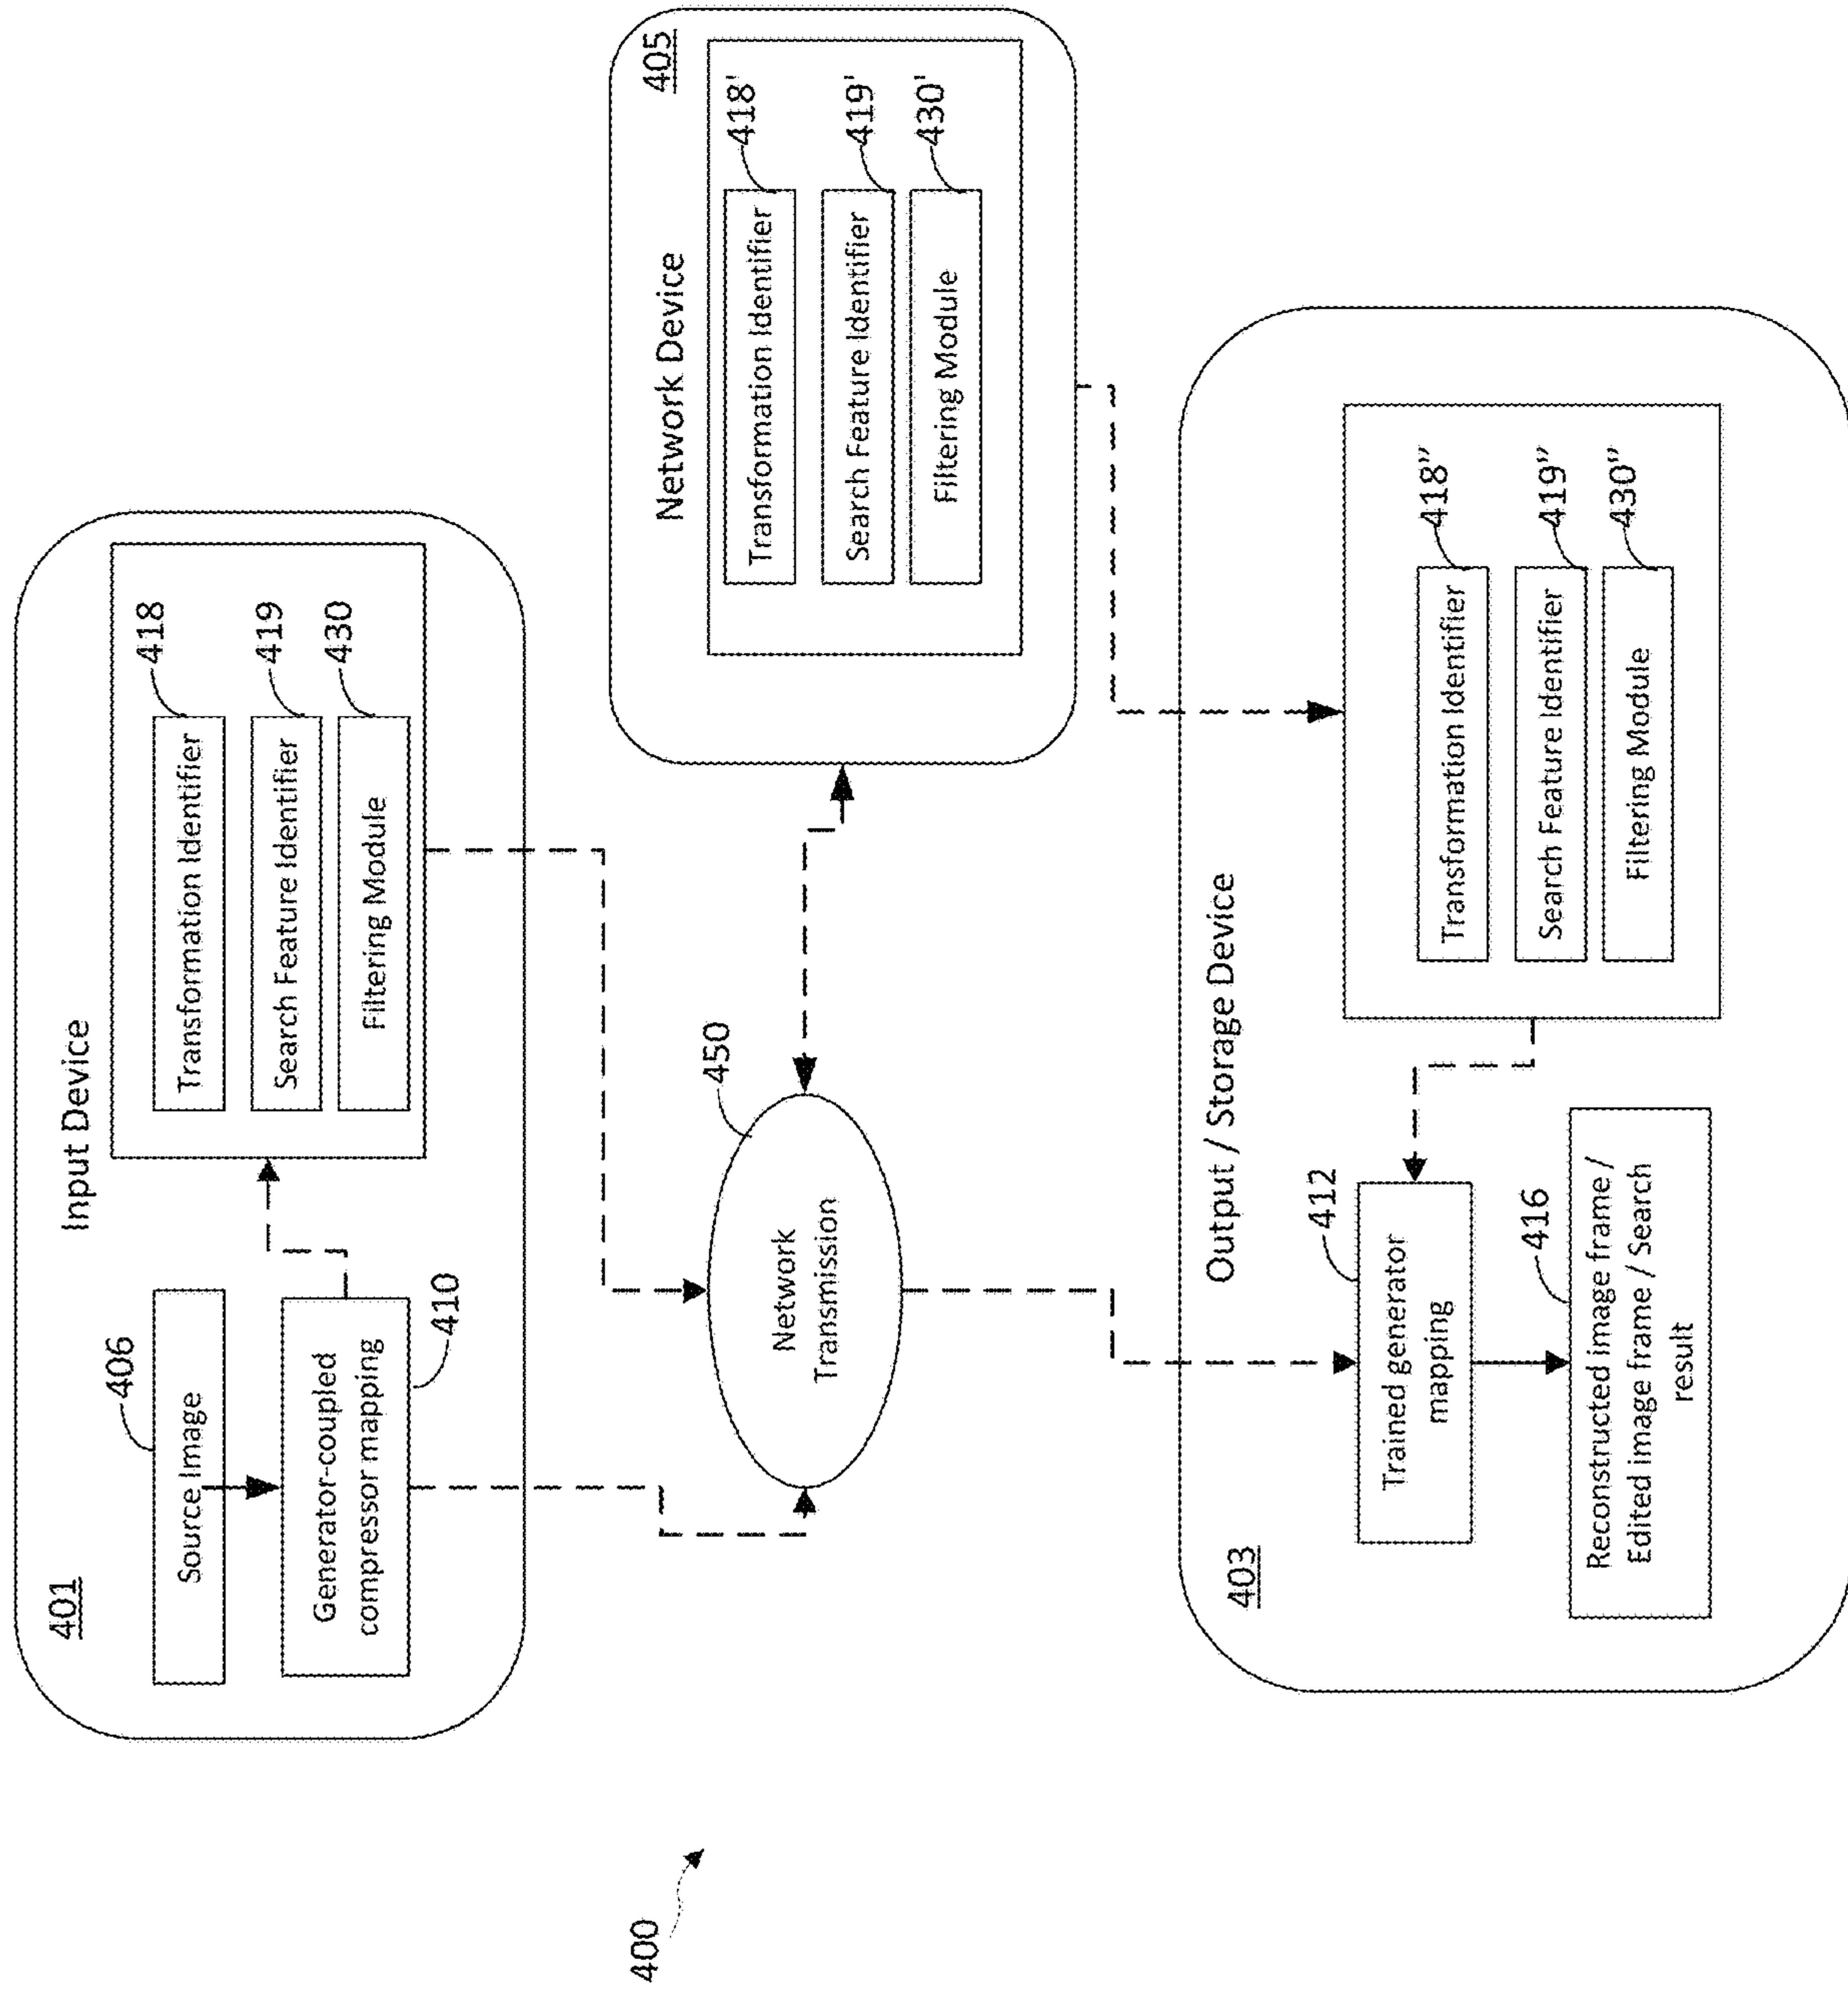 400
401
Input Device
406
Source Image
Generator-coupled
compressor mapping
410
Transformation Identifier
418
Search Feature Identifier
419
Filtering Module
430
450
Network
Transmission
Network Device
405
Transformation Identifier
418'
Search Feature Identifier
419'
Filtering Module
430'
403
Output / Storage Device
412
Trained generator
mapping
416
Reconstructed image frame /
Edited image frame / Search
result
Transformation Identifier
418''
Search Feature Identifier
419''
Filtering Module
430''